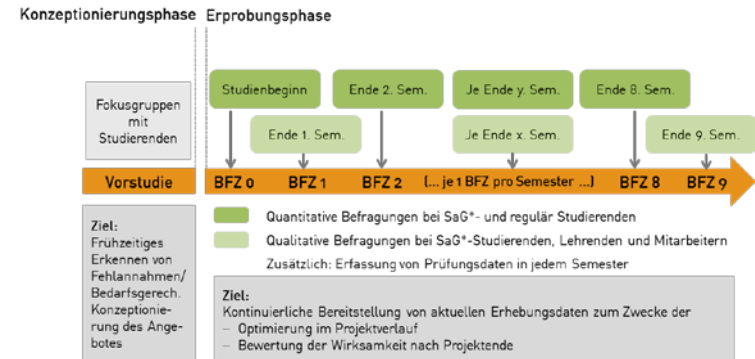 Konzeptionierungsphase Erprobungsphase
Fokusgruppen
mit
Studierenden
Studienbeginn
Ende 2. Sem.
Je Ende y. Sem.
Ende 8. Sem.
Ende 1. Sem.
Je Ende x. Sem.
Ende 9. Sem.
Vorstudie
BFZ 0
BFZ 1
BFZ 2
(... je 1 BFZ pro Semester ...)
BFZ 8
BFZ 9
Ziel:
Frühzeitiges
Erkennen von
Fehlannahmen/
Bedarfsgerech.
Konzeptionie-
rung des Ange-
botes
Quantitative Befragungen bei SaG*- und regulär Studierenden
Qualitative Befragungen bei SaG*-Studierenden, Lehrenden und Mitarbeitern
Zusätzlich: Erfassung von Prüfungsdaten in jedem Semester
Ziel:
Kontinuierliche Bereitstellung von aktuellen Erhebungsdaten zum Zwecke der
– Optimierung im Projektverlauf
– Bewertung der Wirksamkeit nach Projektende